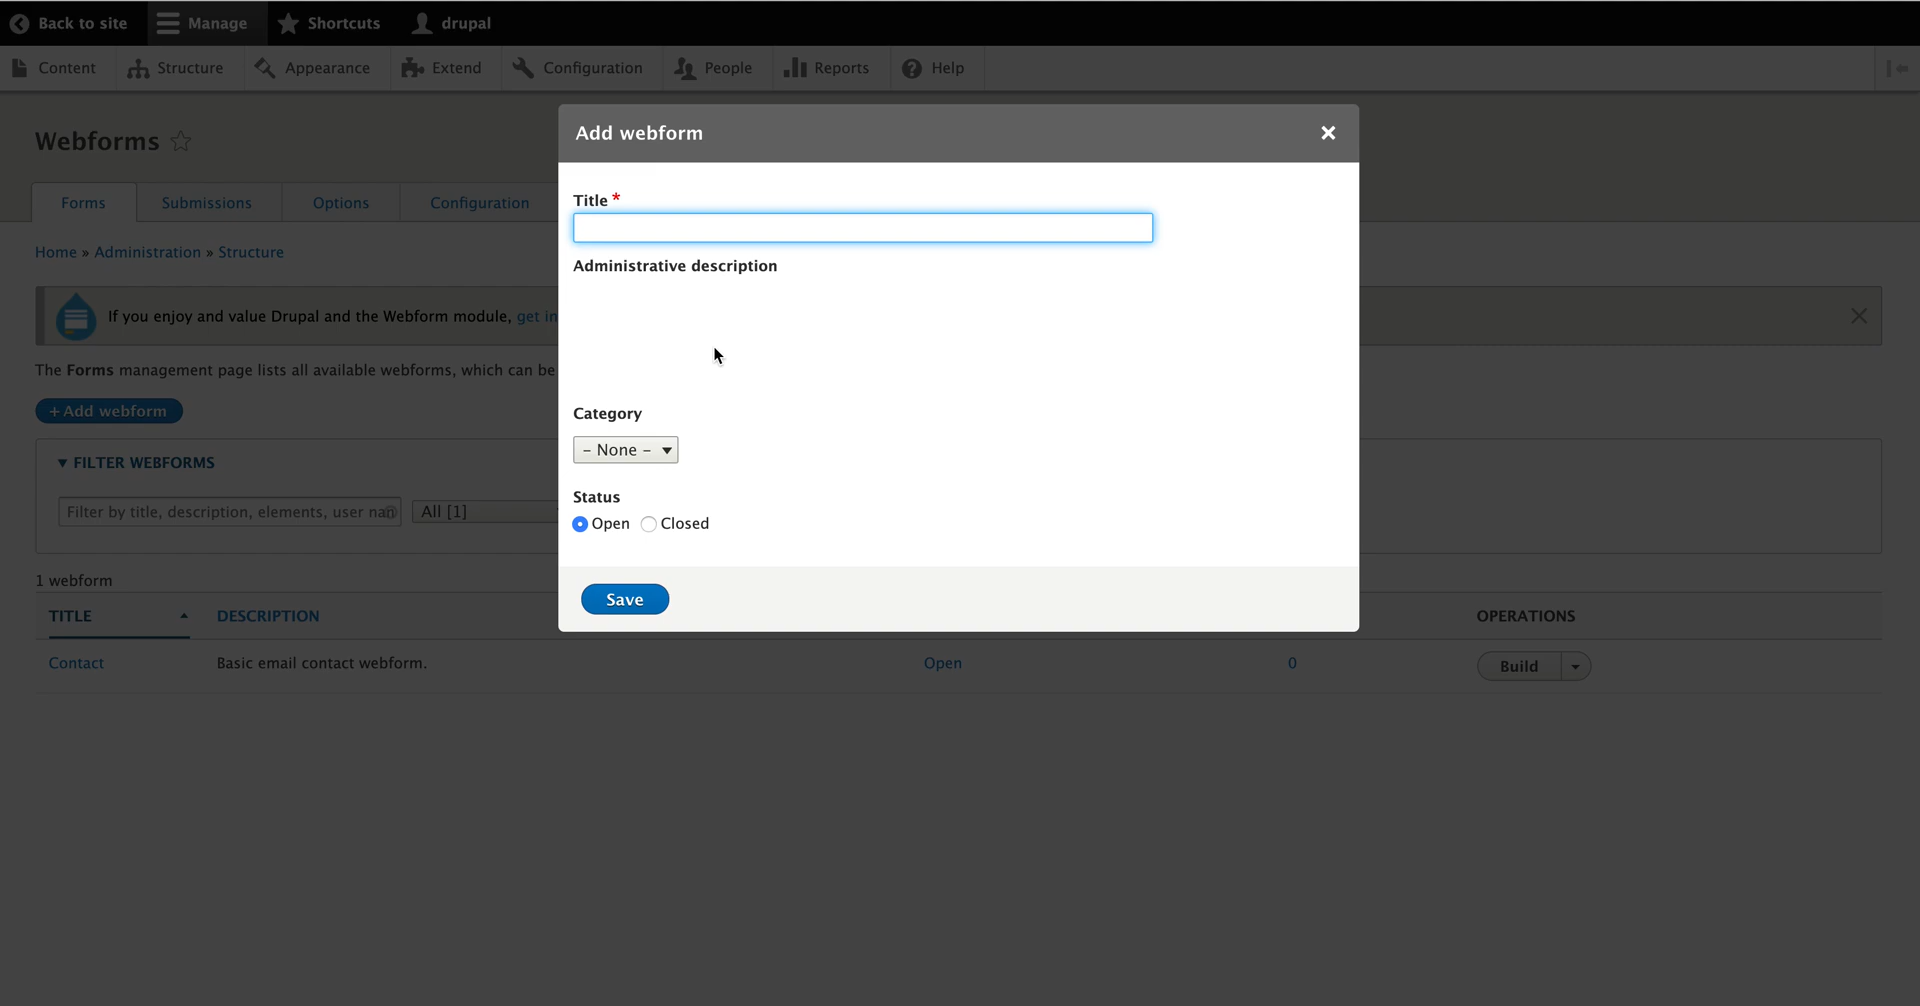 Back to site Manage Shortcuts drupal
Content Structure Appearance Extend Configuration People Reports Help
Webforms
Forms Submissions Options Configuration
Home » Administration » Structure
If you enjoy and value Drupal and the Webform module, get in
The Forms management page lists all available webforms, which can be
+ Add webform
▼ FILTER WEBFORMS
Filter by title, description, elements, user nan All [1]
1 webform
TITLE ▲ DESCRIPTION OPERATIONS
Contact Basic email contact webform. Open 0 Build
Add webform
Title *
Administrative description
Category
– None –
Status
Open Closed
Save